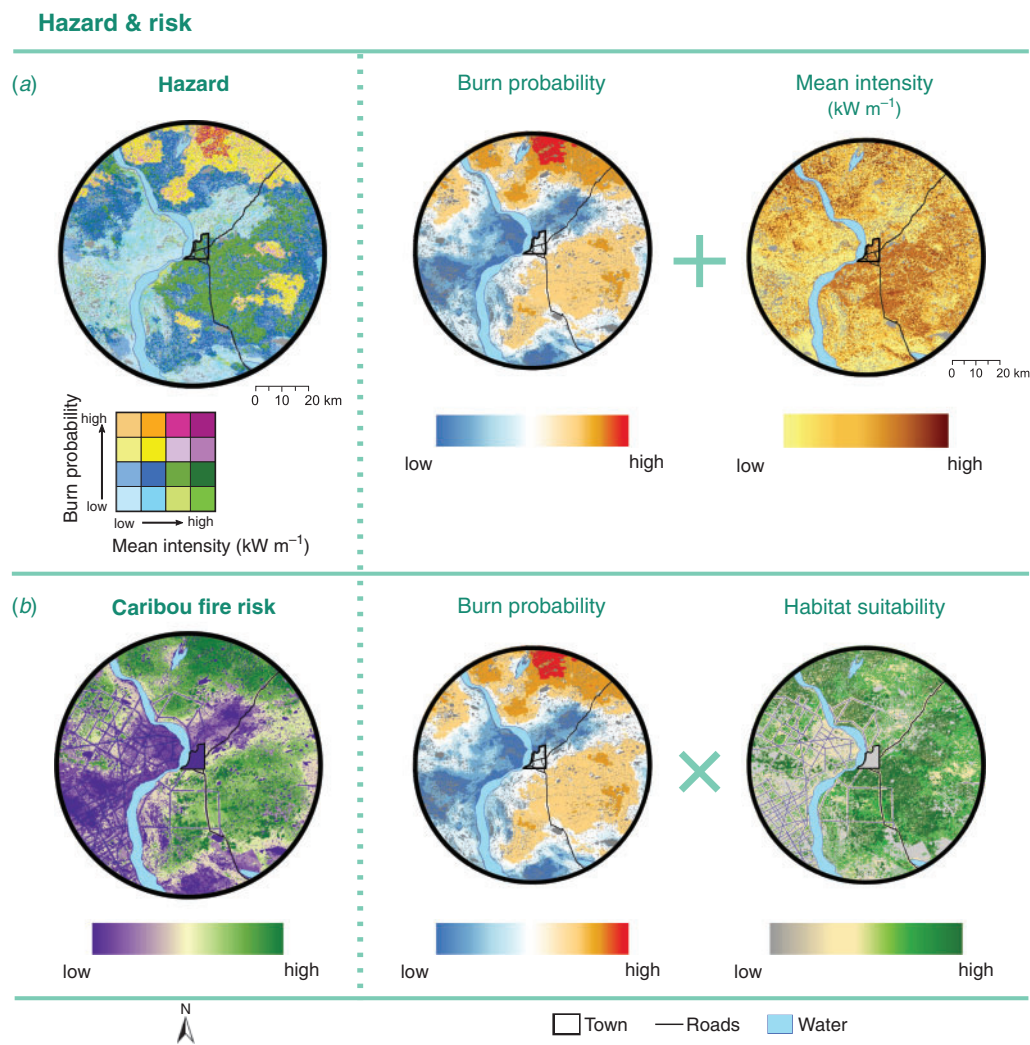 Hazard & risk
(a)
Hazard
Burn probability
Mean intensity
(kW m⁻¹)
0 10 20 km
0 10 20 km
Burn probability
high
low
low
high
Mean intensity (kW m⁻¹)
low
high
low
high
(b)
Caribou fire risk
Burn probability
Habitat suitability
low
high
low
high
low
high
N
Town
Roads
Water